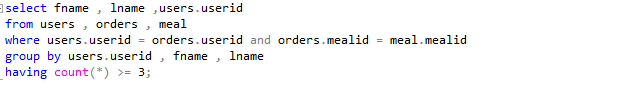 select fname , lname ,users.userid
from users , orders , meal
where users.userid = orders.userid and orders.mealid = meal.mealid
group by users.userid , fname , lname
having count(*) >= 3;